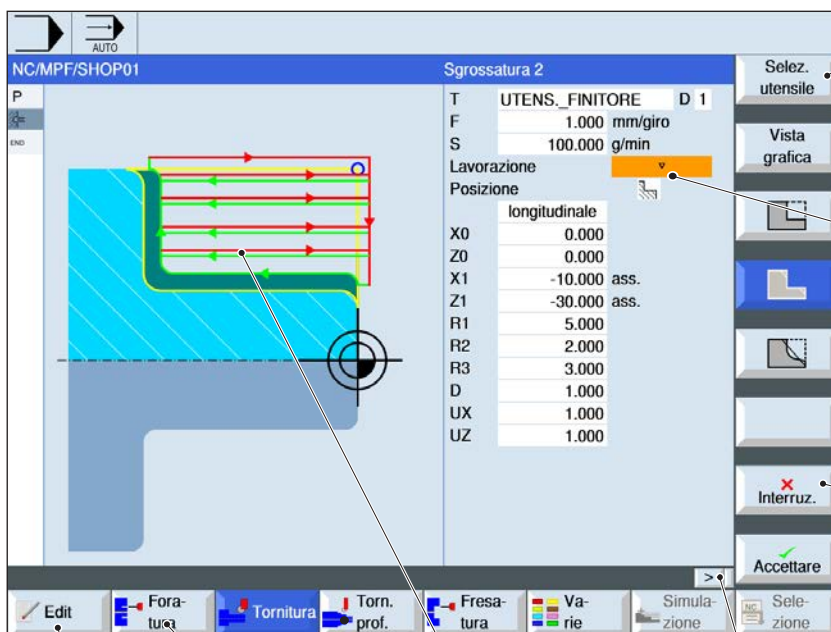 AUTO
NC/MPF/SHOP01
Sgrossatura 2
P
END
T UTENS._FINITORE D 1
F 1.000 mm/giro
S 100.000 g/min
Lavorazione
Posizione
longitudinale
X0 0.000
Z0 0.000
X1 -10.000 ass.
Z1 -30.000 ass.
R1 5.000
R2 2.000
R3 3.000
D 1.000
UX 1.000
UZ 1.000
Selez.
utensile
Vista
grafica
Interruz.
Accettare
>
Edit
Fora-
tura
Tornitura
Torn.
prof.
Fresa-
tura
Va-
rie
Simula-
zione
NC
Sele-
zione